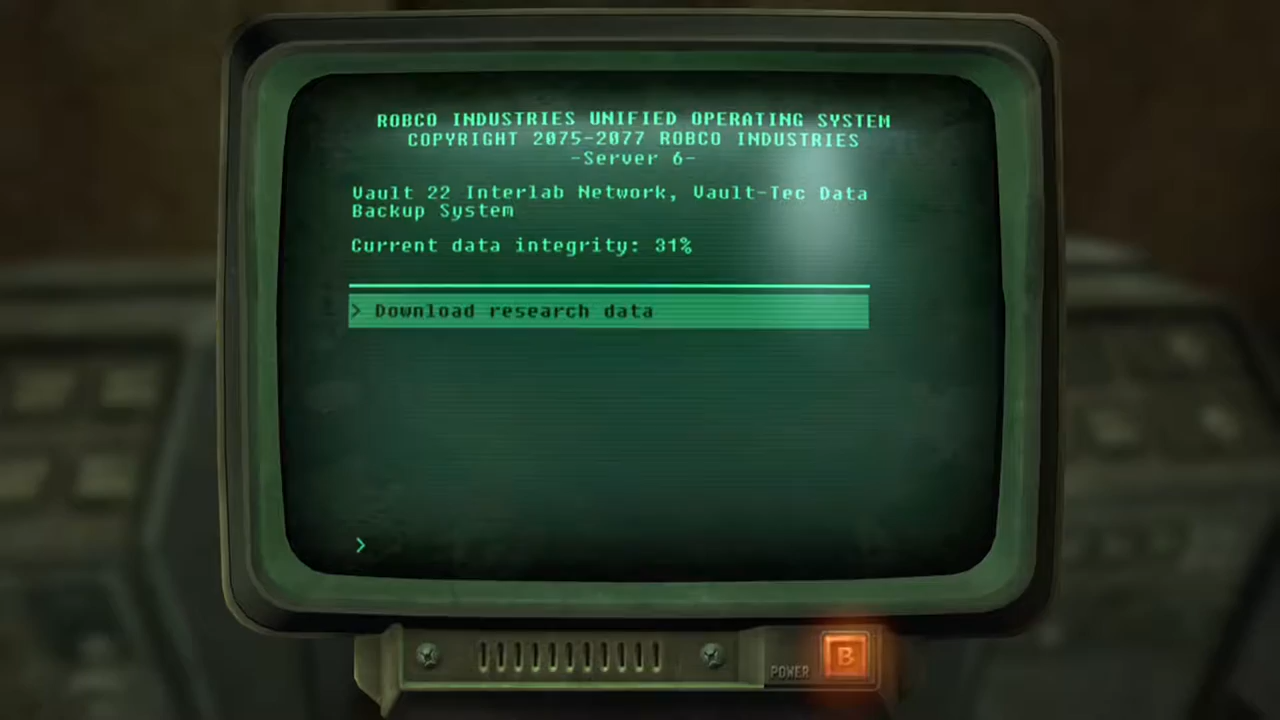 ROBCO INDUSTRIES UNIFIED OPERATING SYSTEM
COPYRIGHT 2075-2077 ROBCO INDUSTRIES
-Server 6-
Vault 22 Interlab Network, Vault-Tec Data
Backup System
Current data integrity: 31%
> Download research data
>
POWER B